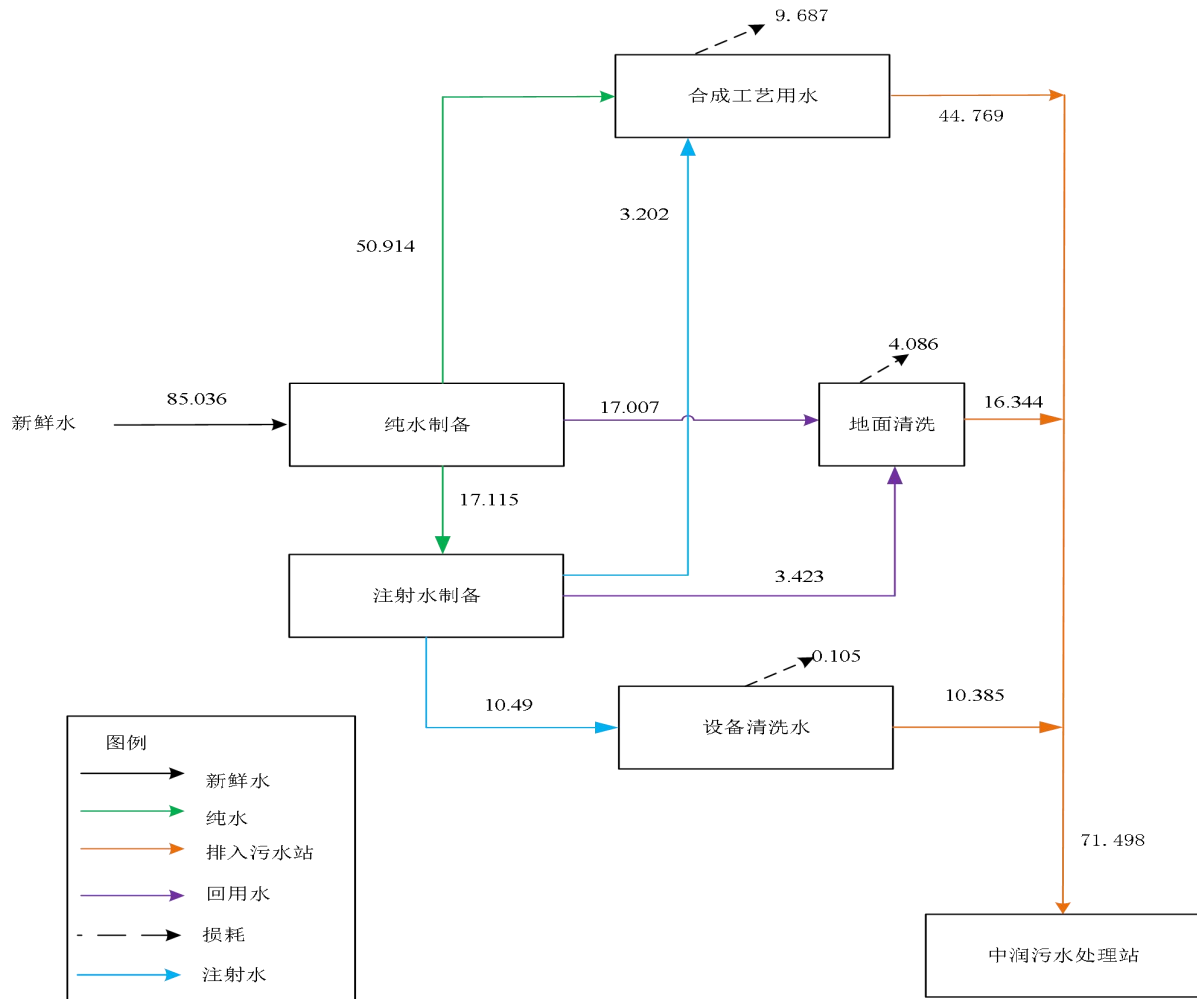 9. 687
合成工艺用水
44. 769
3.202
50.914
4.086
新鲜水
85.036
纯水制备
17.007
地面清洗
16.344
17.115
注射水制备
3.423
0.105
10.49
设备清洗水
10.385
图例
新鲜水
纯水
排入污水站
回用水
损耗
注射水
71. 498
中润污水处理站